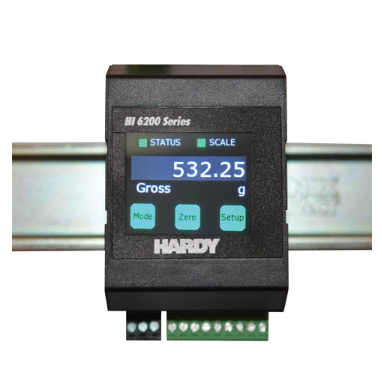 HI 6200 Series
STATUS SCALE
532.25
Gross g
Mode Zero Setup
HARDY